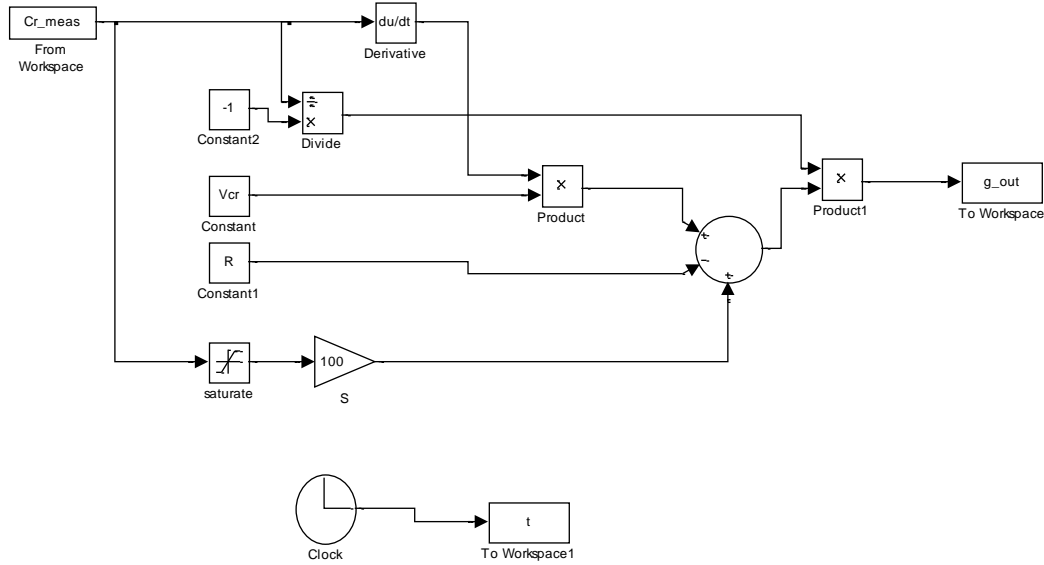 Cr_meas
From
Workspace
du/dt
Derivative
-1
Constant2
÷
×
Divide
Vcr
Constant
×
Product
×
Product1
g_out
To Workspace
R
Constant1
+
−
+
saturate
100
S
Clock
t
To Workspace1